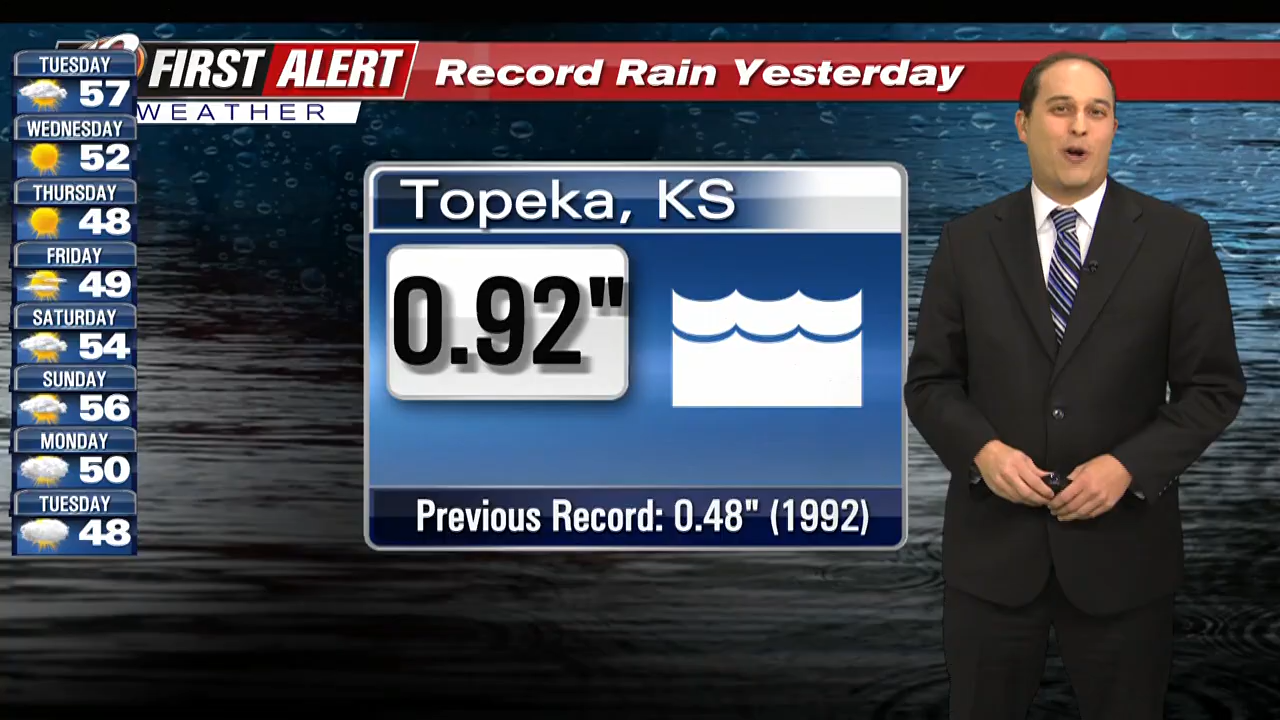 FIRST ALERT
WEATHER
Record Rain Yesterday
TUESDAY
57
WEDNESDAY
52
THURSDAY
48
FRIDAY
49
SATURDAY
54
SUNDAY
56
MONDAY
50
TUESDAY
48
Topeka, KS
0.92"
Previous Record: 0.48" (1992)